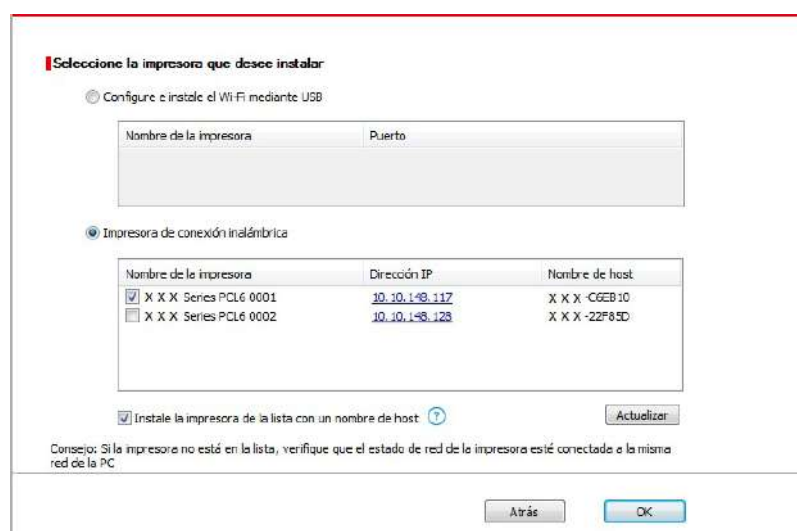 Seleccione la impresora que desee instalar
Configure e instale el Wi-Fi mediante USB
Nombre de la impresora Puerto
Impresora de conexión inalámbrica
Nombre de la impresora Dirección IP Nombre de host
X X X Series PCL6 0001 10.10.148.117 X X X -C6EB10
X X X Series PCL6 0002 10.10.148.128 X X X -22F85D
Instale la impresora de la lista con un nombre de host ?
Actualizar
Consejo: Si la impresora no está en la lista, verifique que el estado de red de la impresora esté conectada a la misma
red de la PC
Atrás OK